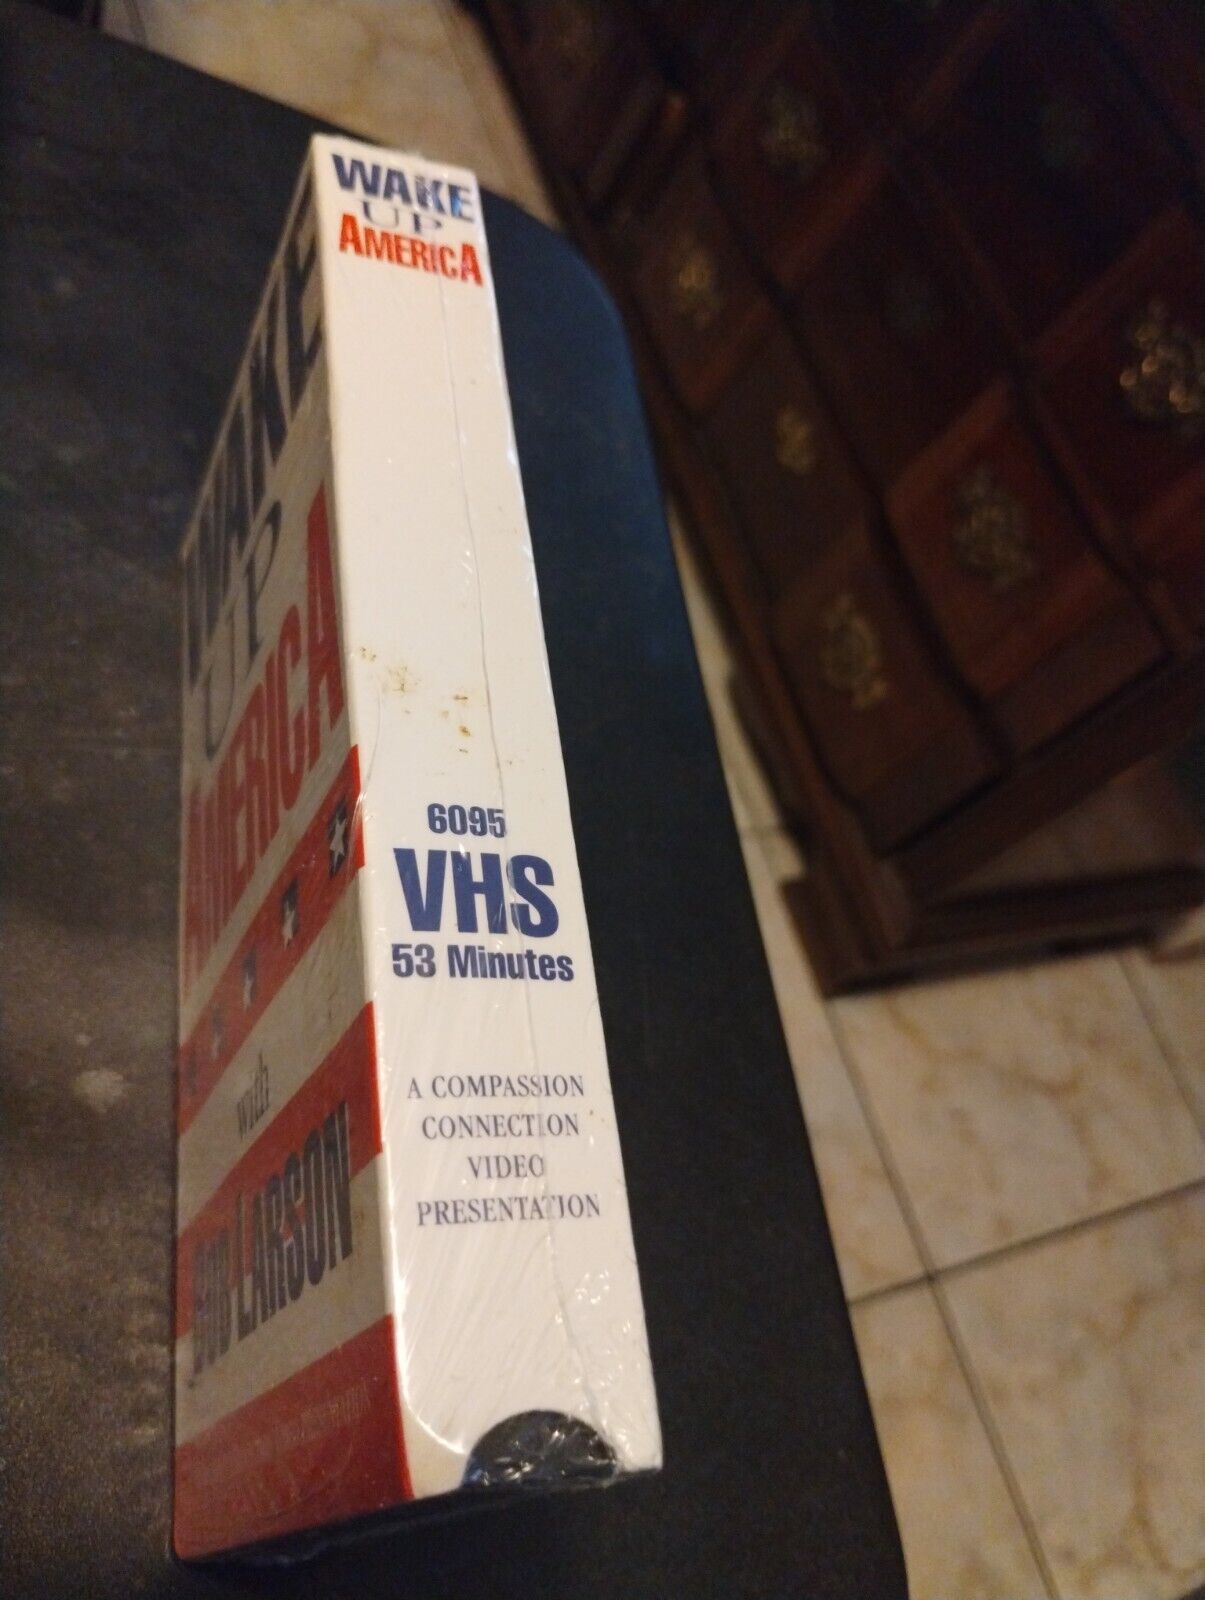 WAKE
UP
AMERICA
6095
VHS
53 Minutes
A COMPASSION
CONNECTION
VIDEO
PRESENTATION
WAKE
UP
AMERICA
with
BOB LARSON